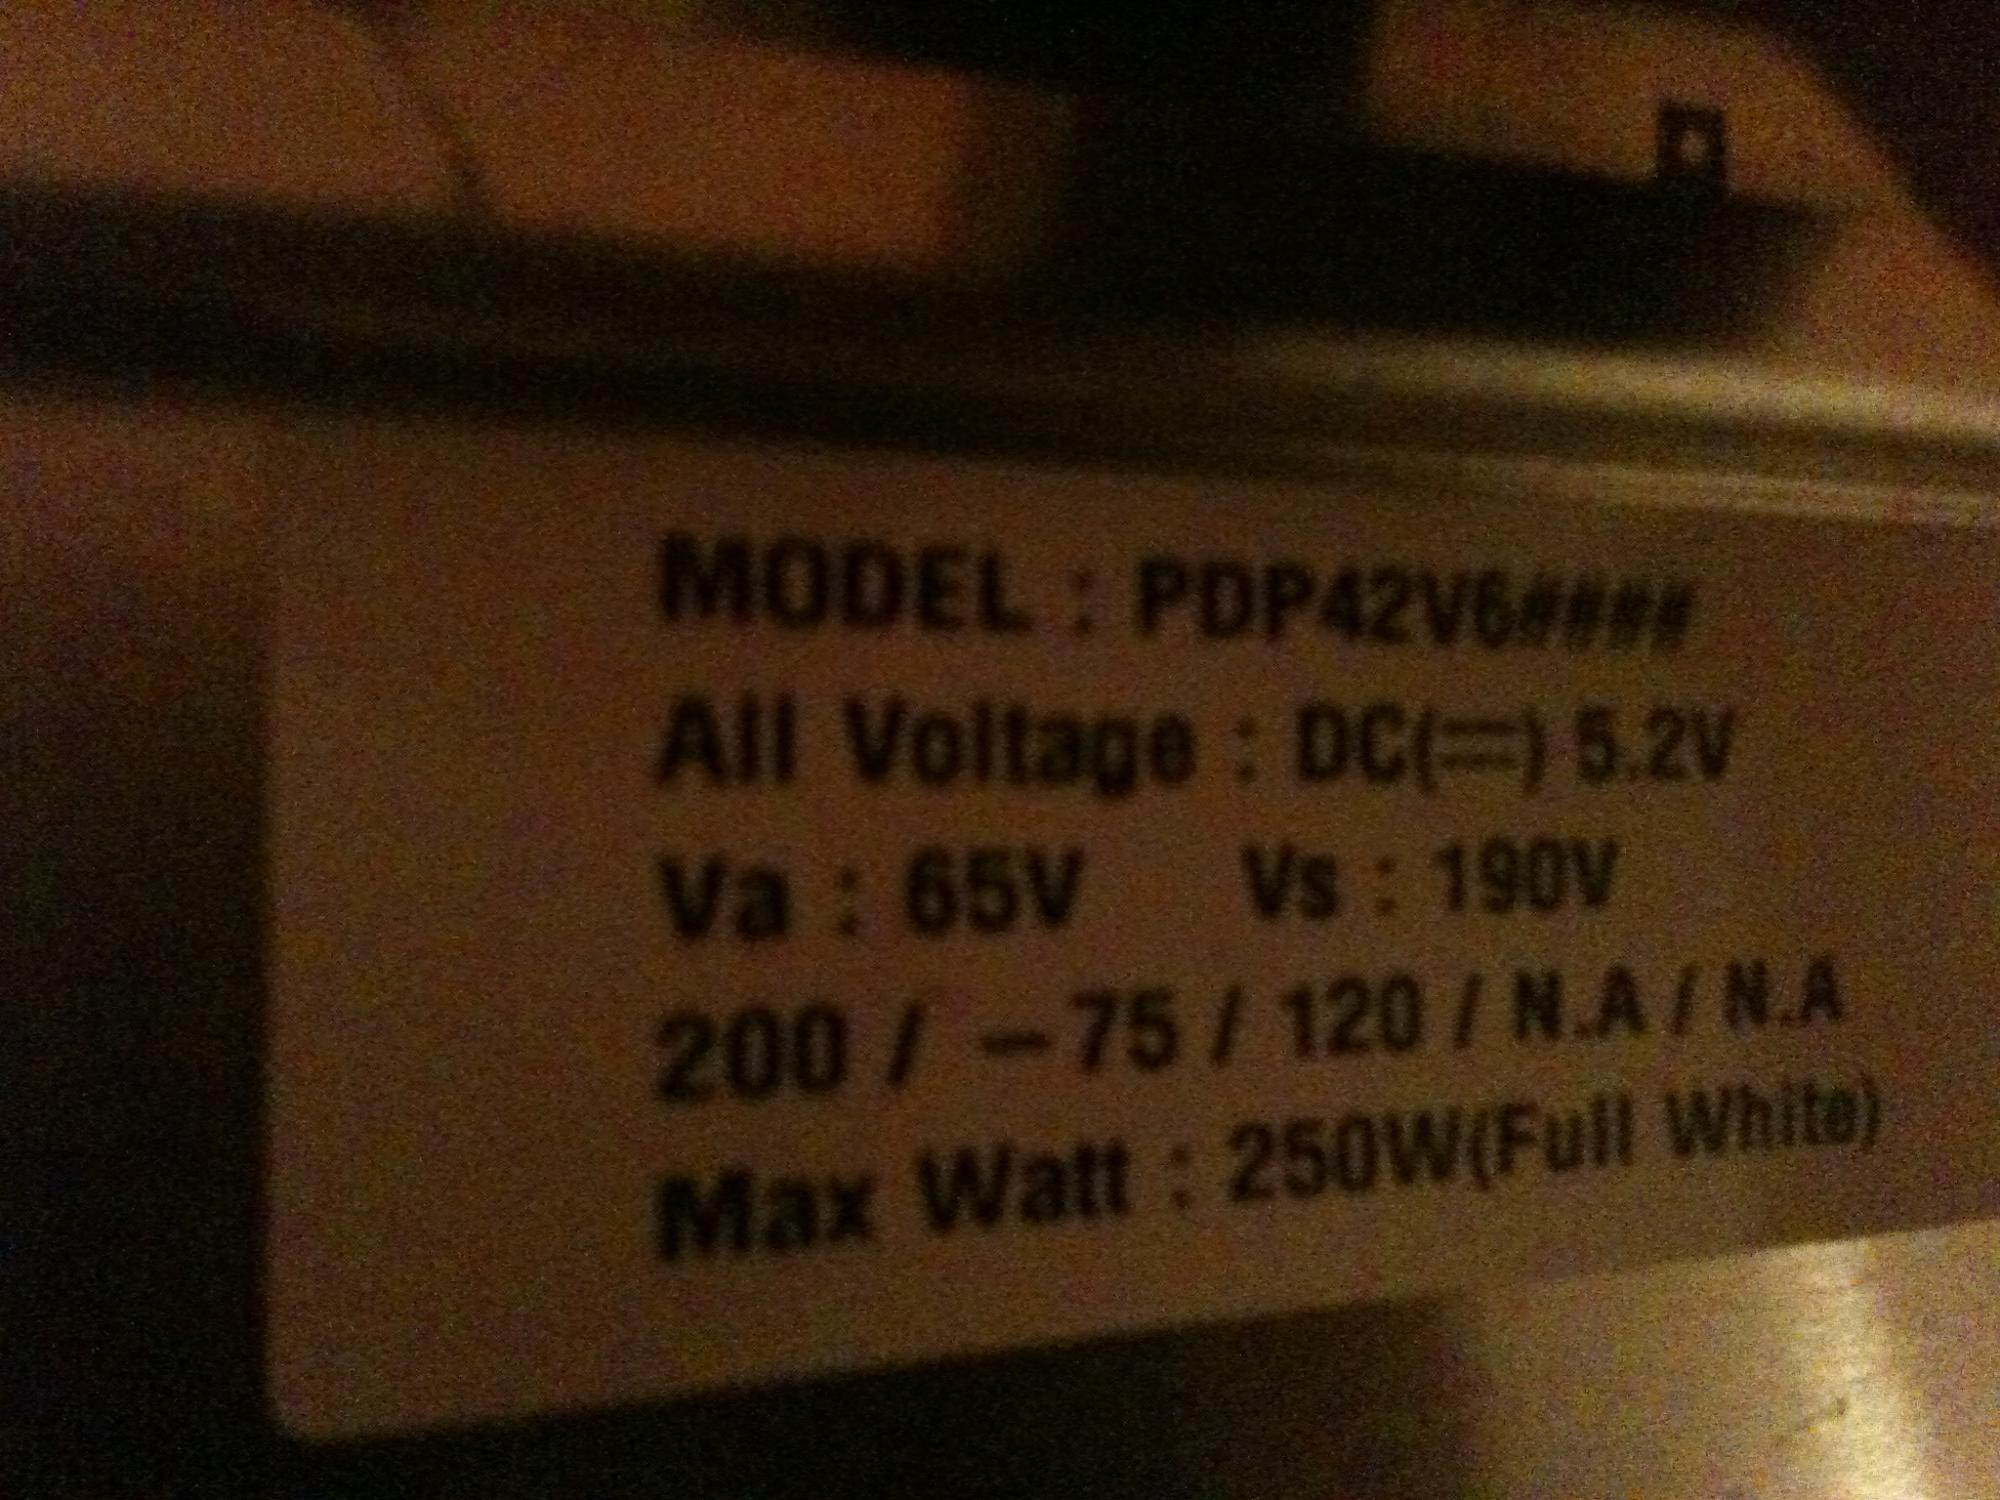 MODEL : PDP42V6####
All Voltage : DC(⎓) 5.2V
Va : 65V Vs : 190V
200 / -75 / 120 / N.A / N.A
Max Watt : 250W(Full White)